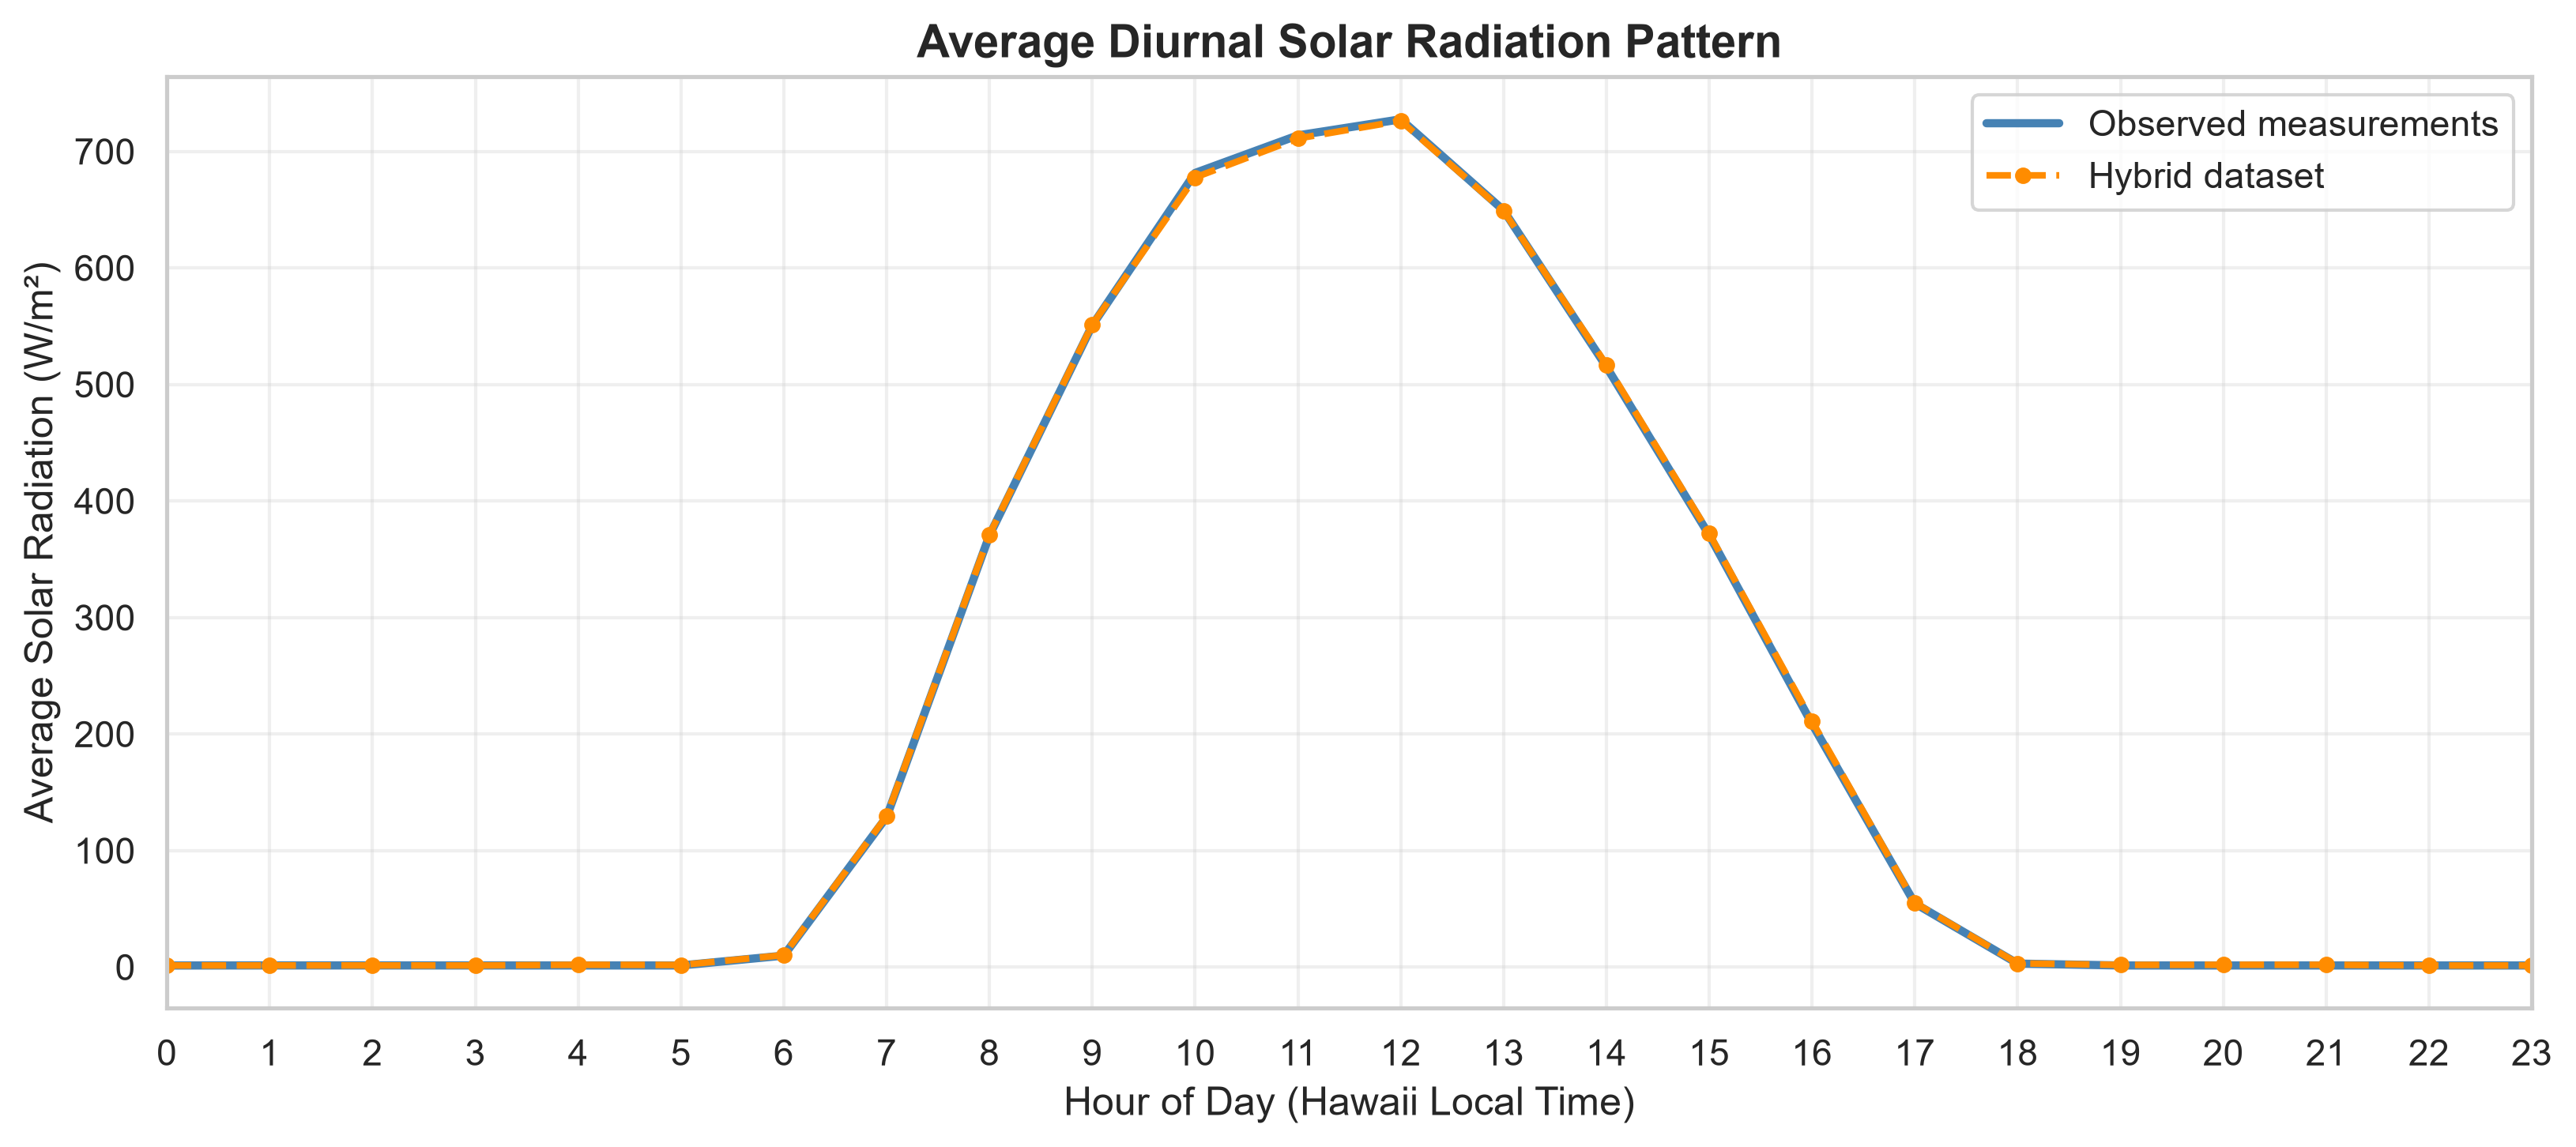 Average Diurnal Solar Radiation Pattern
Observed measurements
Hybrid dataset
Average Solar Radiation (W/m²)
700
600
500
400
300
200
100
0
0 1 2 3 4 5 6 7 8 9 10 11 12 13 14 15 16 17 18 19 20 21 22 23
Hour of Day (Hawaii Local Time)